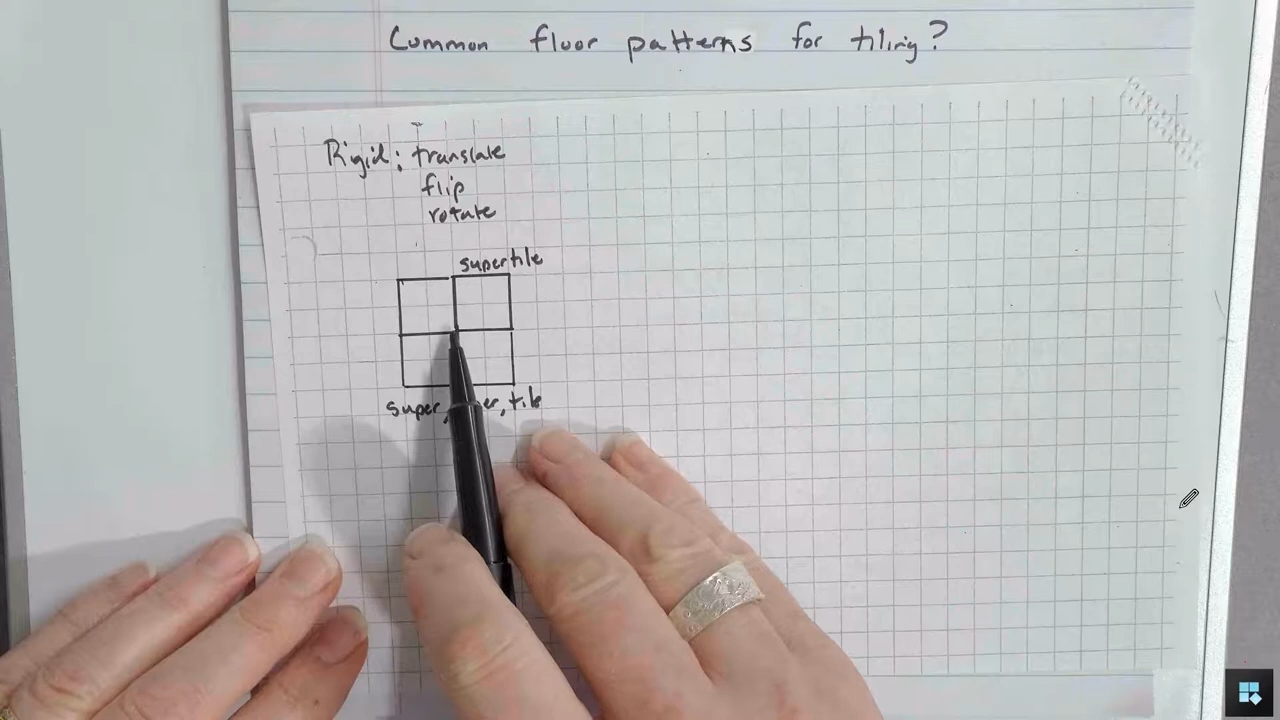 Common floor patterns for tiling?
Rigid: translate
flip
rotate
supertile
super, tile